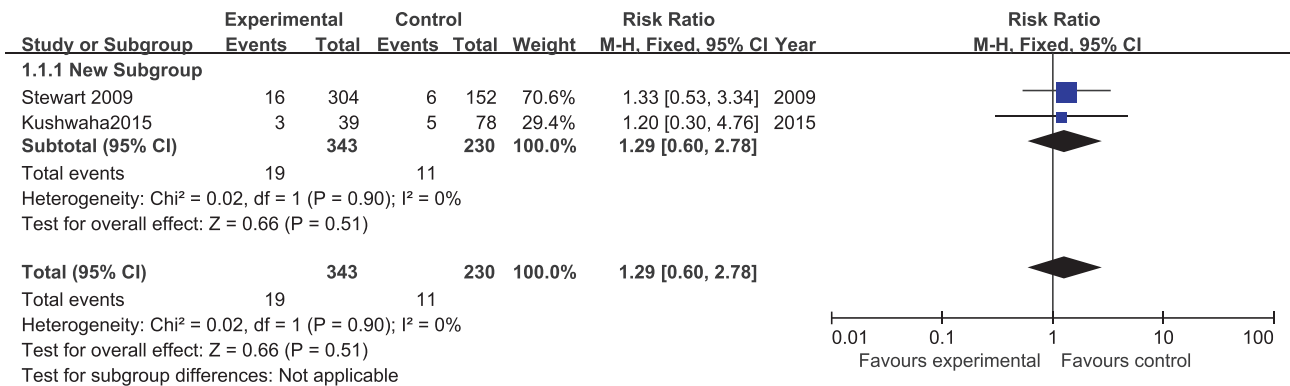 Experimental Control Risk Ratio Risk Ratio
Study or Subgroup Events Total Events Total Weight M-H, Fixed, 95% CI Year M-H, Fixed, 95% CI
1.1.1 New Subgroup
Stewart 2009 16 304 6 152 70.6% 1.33 [0.53, 3.34] 2009
Kushwaha2015 3 39 5 78 29.4% 1.20 [0.30, 4.76] 2015
Subtotal (95% CI) 343 230 100.0% 1.29 [0.60, 2.78]
Total events 19 11
Heterogeneity: Chi² = 0.02, df = 1 (P = 0.90); I² = 0%
Test for overall effect: Z = 0.66 (P = 0.51)
Total (95% CI) 343 230 100.0% 1.29 [0.60, 2.78]
Total events 19 11
Heterogeneity: Chi² = 0.02, df = 1 (P = 0.90); I² = 0%
Test for overall effect: Z = 0.66 (P = 0.51)
Test for subgroup differences: Not applicable
0.01 0.1 1 10 100
Favours experimental Favours control